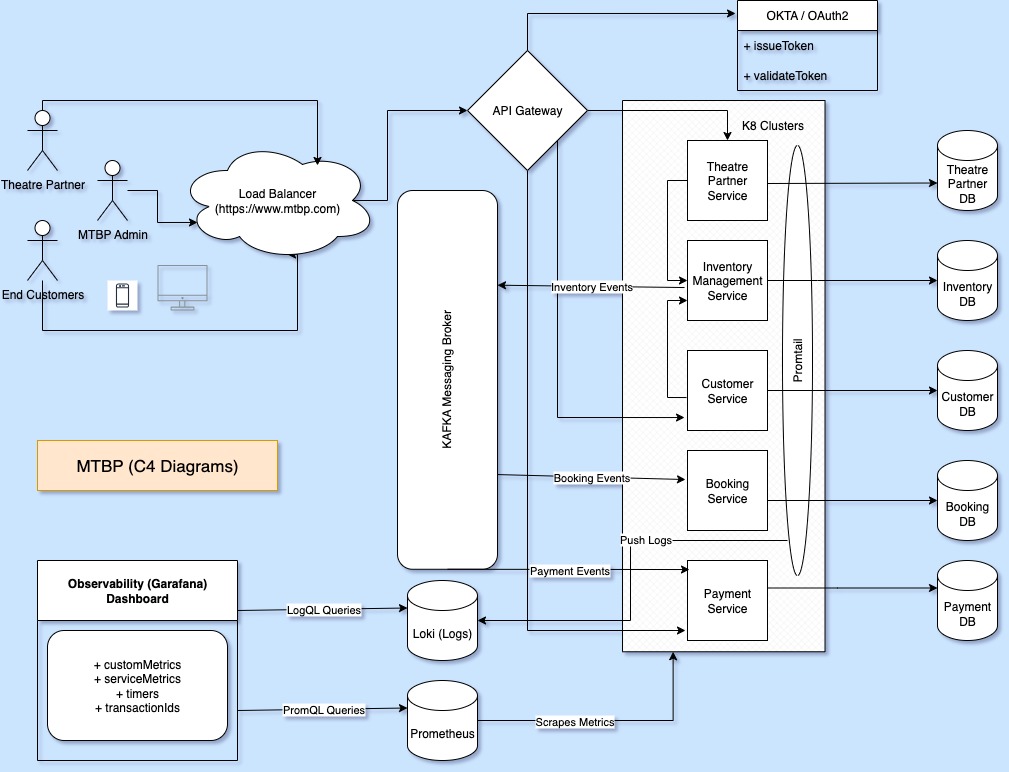 OKTA / OAuth2
+ issueToken
+ validateToken
API Gateway
K8 Clusters
Theatre Partner
MTBP Admin
End Customers
Load Balancer
(https://www.mtbp.com)
Theatre
Partner
Service
Theatre
Partner
DB
Inventory
Management
Service
Inventory Events
Inventory
DB
KAFKA Messaging Broker
Promtail
Customer
Service
Customer
DB
MTBP (C4 Diagrams)
Booking Events
Booking
Service
Booking
DB
Push Logs
Payment Events
Payment
Service
Payment
DB
Observability (Garafana)
Dashboard
+ customMetrics
+ serviceMetrics
+ timers
+ transactionIds
LogQL Queries
Loki (Logs)
PromQL Queries
Prometheus
Scrapes Metrics